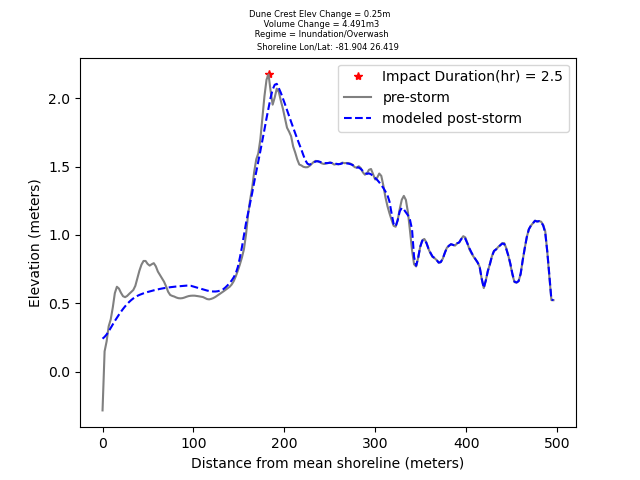 Dune Crest Elev Change = 0.25m
Volume Change = 4.491m3
Regime = Inundation/Overwash
Shoreline Lon/Lat: -81.904 26.419
Impact Duration(hr) = 2.5
pre-storm
modeled post-storm
2.0
1.5
1.0
0.5
0.0
Elevation (meters)
0 100 200 300 400 500
Distance from mean shoreline (meters)